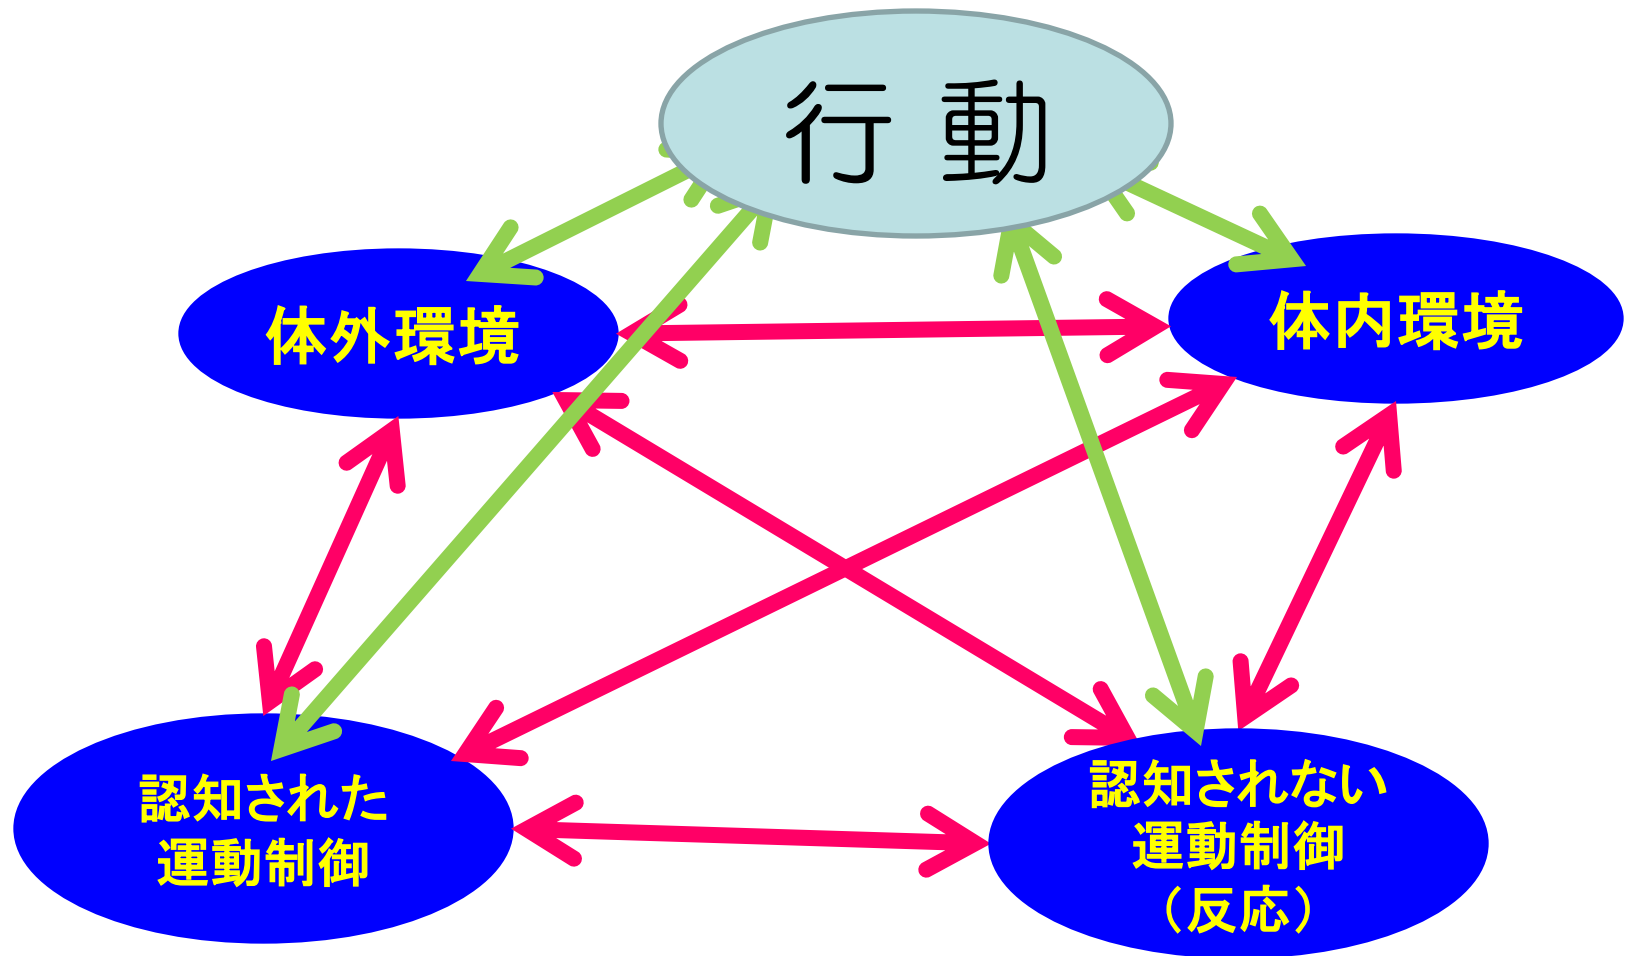 行 動
体外環境
体内環境
認知された
運動制御
認知されない
運動制御
（反応）